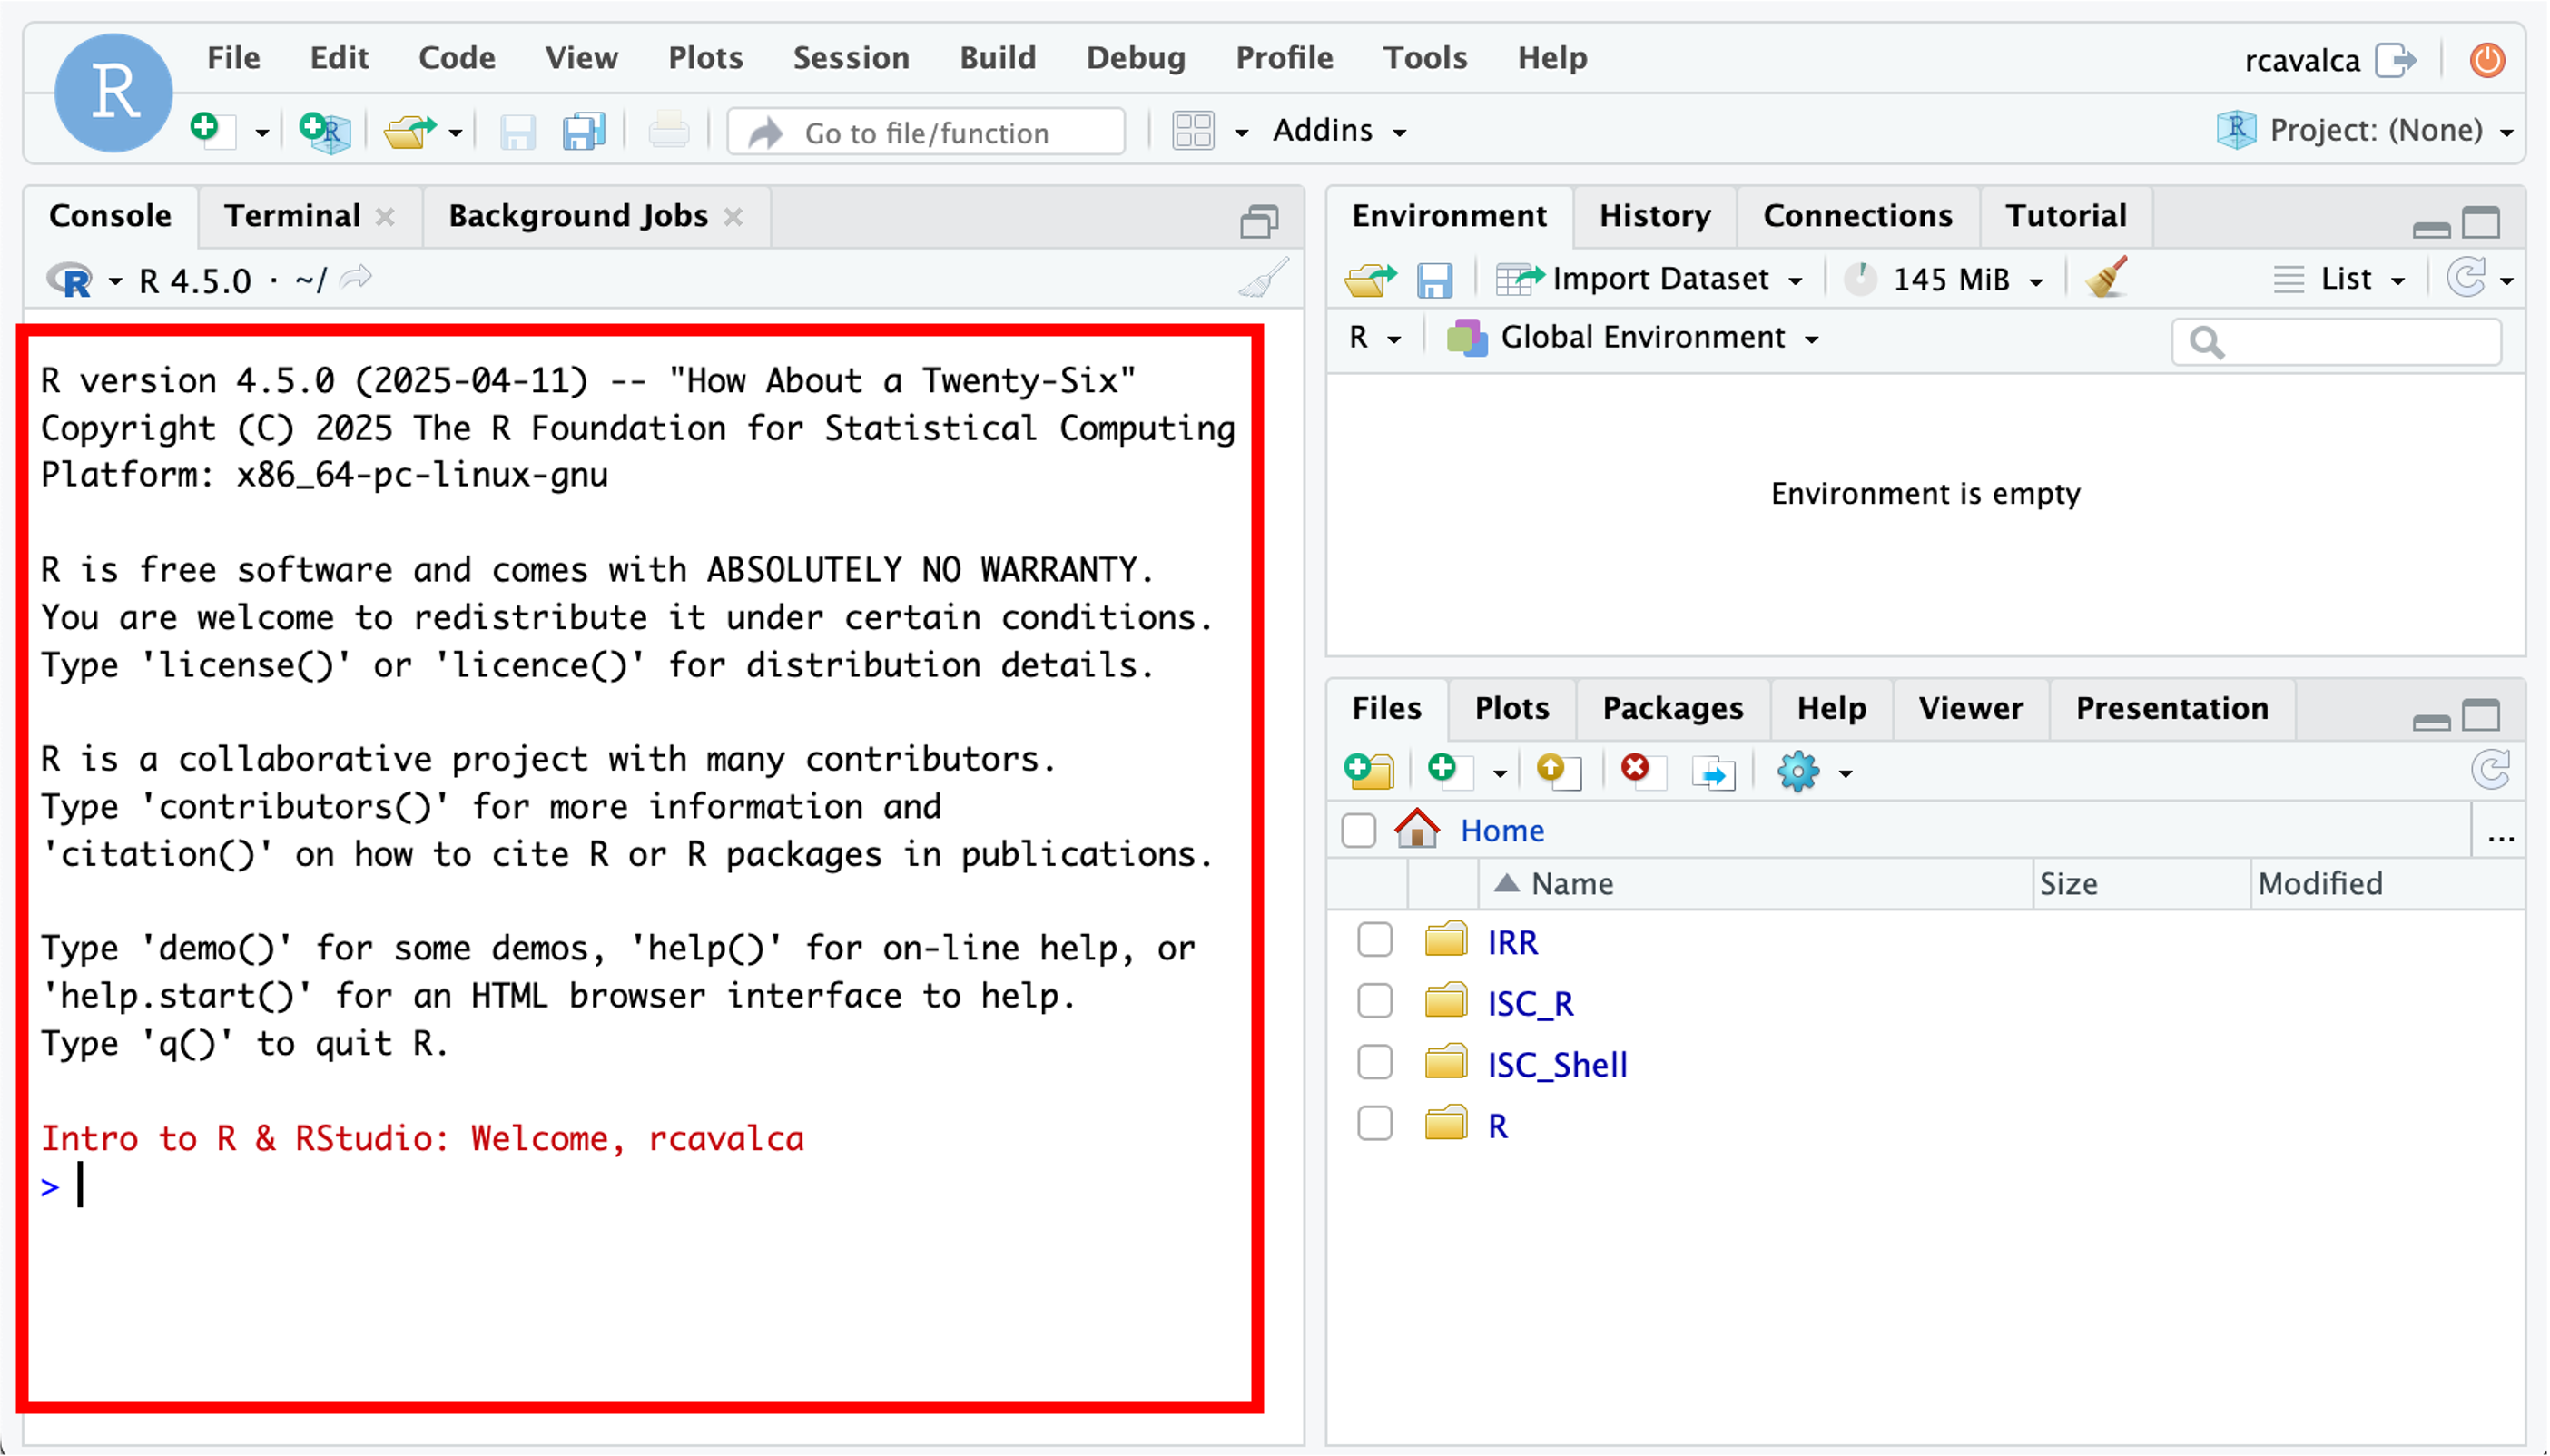 R
File Edit Code View Plots Session Build Debug Profile Tools Help
rcavalca
R
Go to file/function
Addins
R
Project: (None)
Console Terminal Background Jobs
R R 4.5.0 · ~/
R version 4.5.0 (2025-04-11) -- "How About a Twenty-Six"
Copyright (C) 2025 The R Foundation for Statistical Computing
Platform: x86_64-pc-linux-gnu
R is free software and comes with ABSOLUTELY NO WARRANTY.
You are welcome to redistribute it under certain conditions.
Type 'license()' or 'licence()' for distribution details.
R is a collaborative project with many contributors.
Type 'contributors()' for more information and
'citation()' on how to cite R or R packages in publications.
Type 'demo()' for some demos, 'help()' for on-line help, or
'help.start()' for an HTML browser interface to help.
Type 'q()' to quit R.
Intro to R & RStudio: Welcome, rcavalca
>
Environment History Connections Tutorial
Import Dataset 145 MiB List
R Global Environment
Environment is empty
Files Plots Packages Help Viewer Presentation
Home ...
Name Size Modified
IRR
ISC_R
ISC_Shell
R